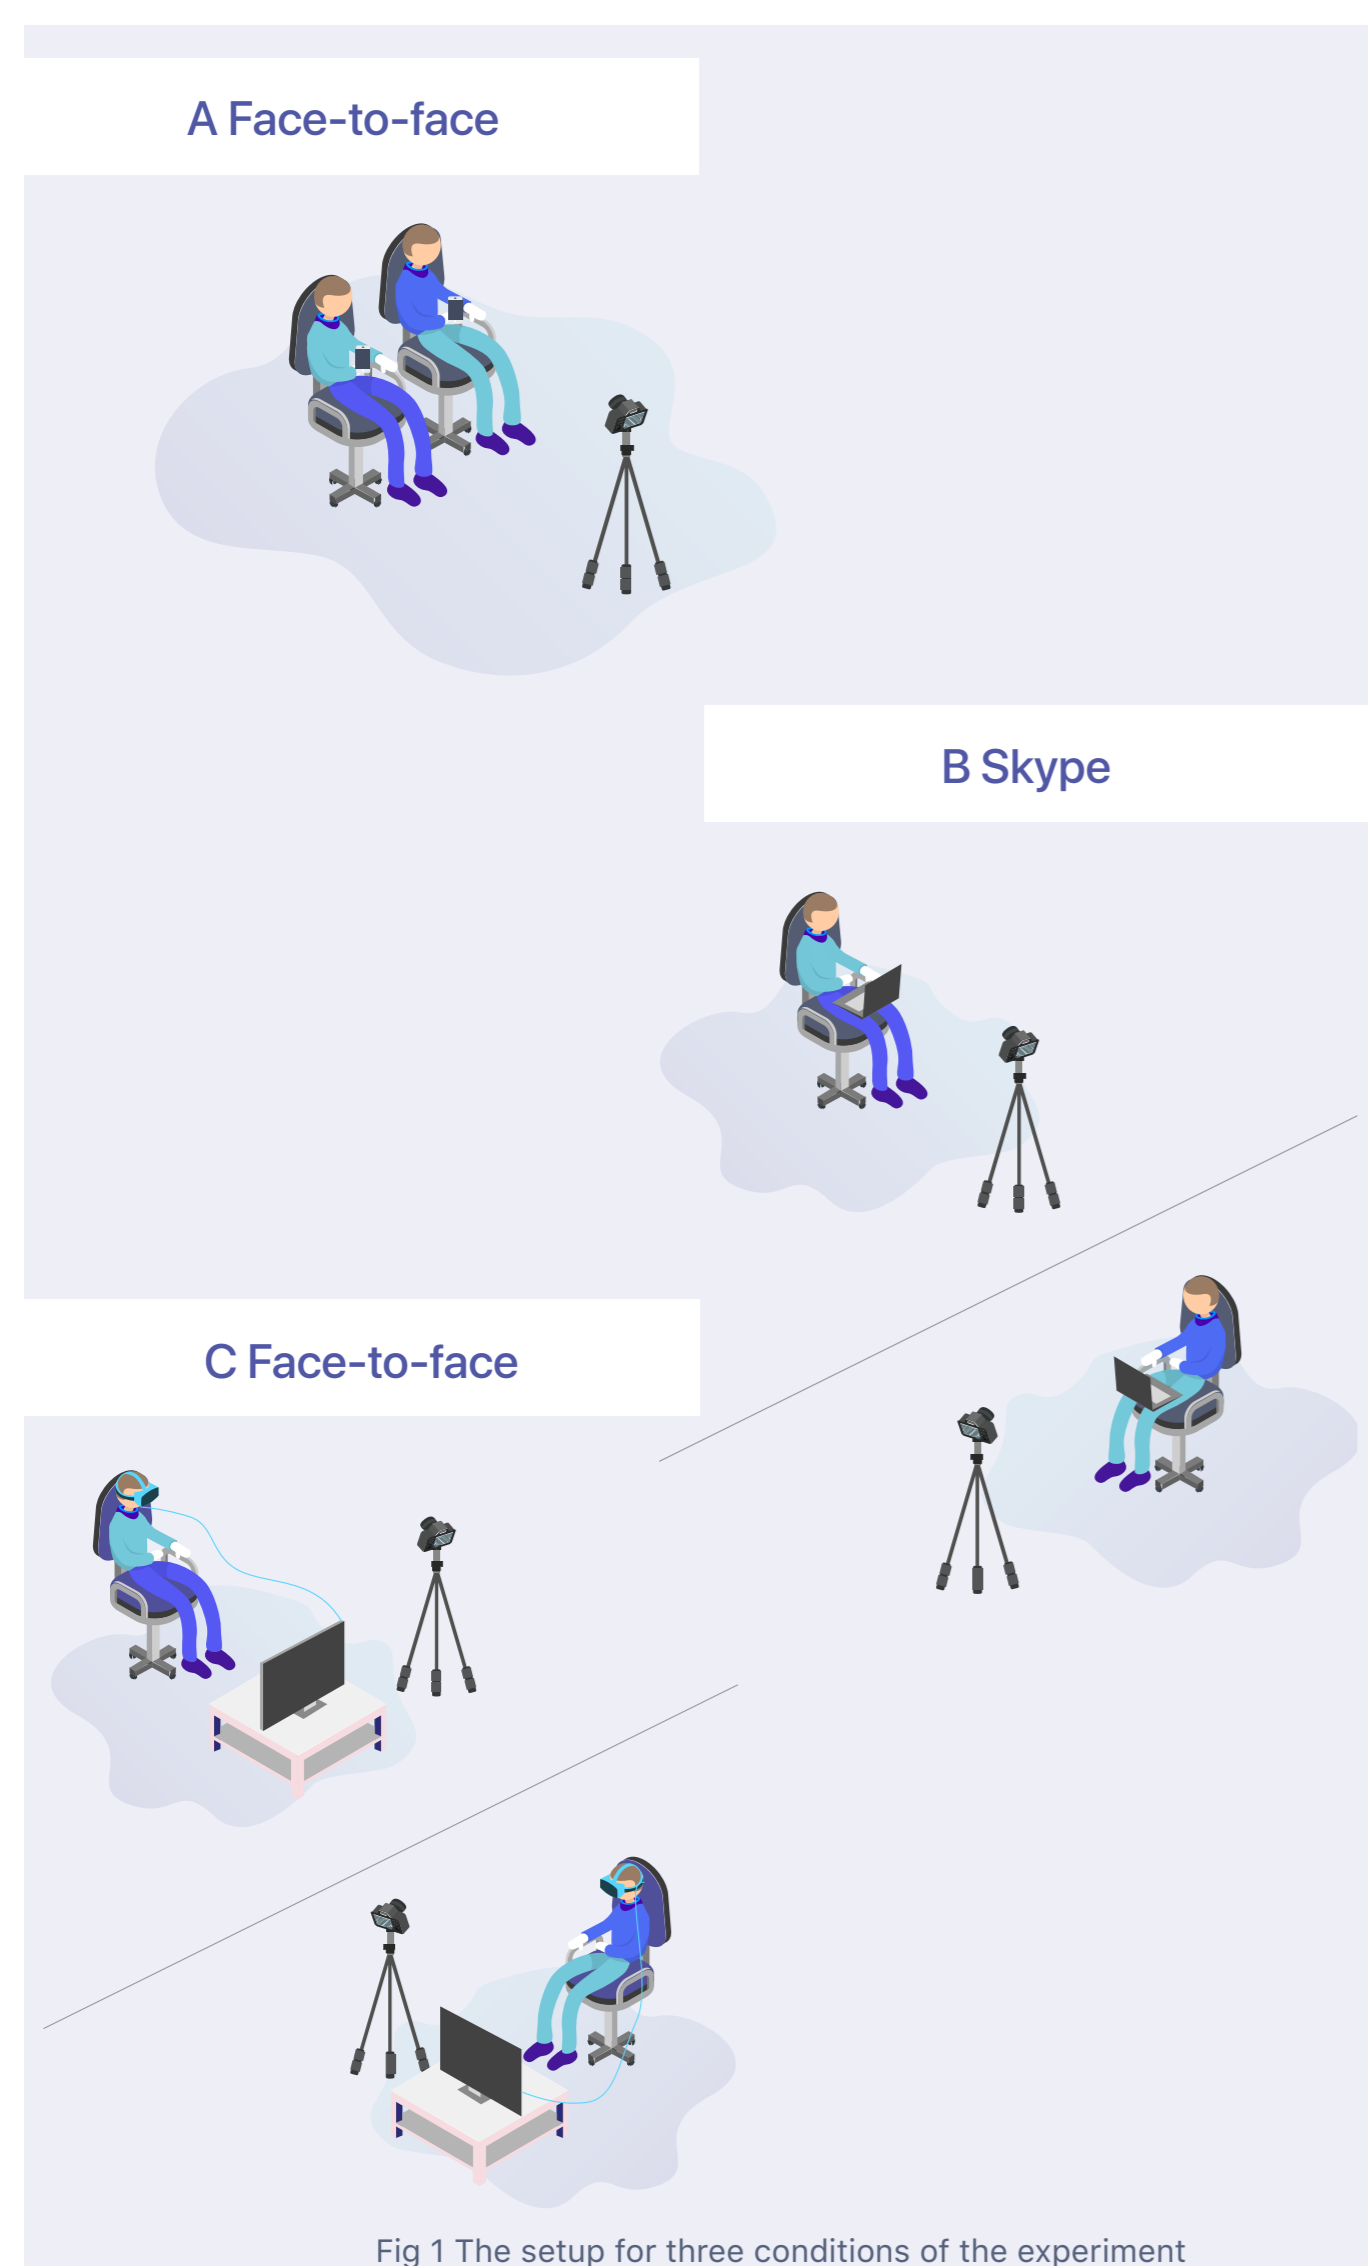 A Face-to-face
B Skype
C Face-to-face
Fig 1 The setup for three conditions of the experiment